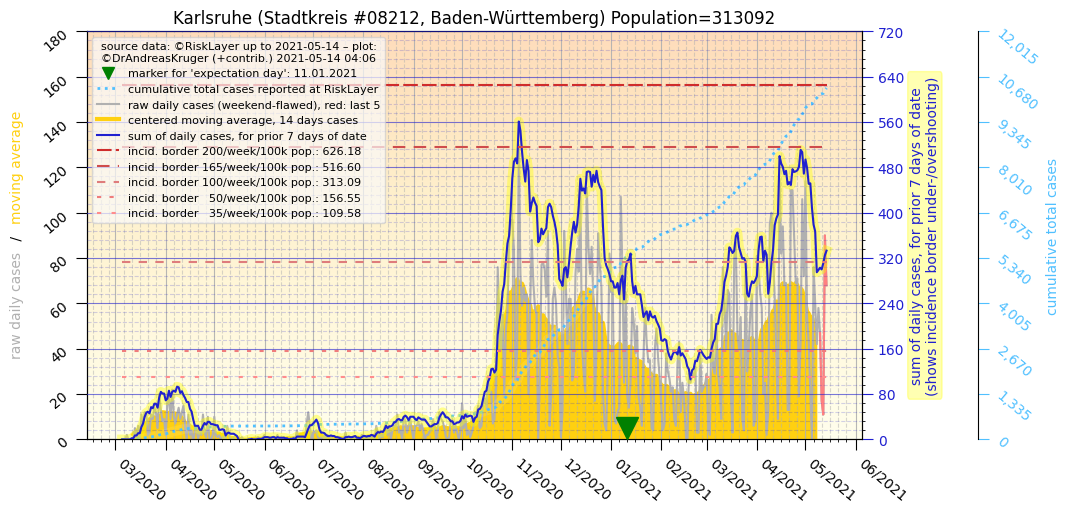 Karlsruhe (Stadtkreis #08212, Baden-Württemberg) Population=313092
source data: ©RiskLayer up to 2021-05-14 – plot:
©DrAndreasKruger (+contrib.) 2021-05-14 04:06
marker for 'expectation day': 11.01.2021
cumulative total cases reported at RiskLayer
raw daily cases (weekend-flawed), red: last 5
centered moving average, 14 days cases
sum of daily cases, for prior 7 days of date
incid. border 200/week/100k pop.: 626.18
incid. border 165/week/100k pop.: 516.60
incid. border 100/week/100k pop.: 313.09
incid. border 50/week/100k pop.: 156.55
incid. border 35/week/100k pop.: 109.58
raw daily cases / moving average
180
160
140
120
100
80
60
40
20
0
03/2020
04/2020
05/2020
06/2020
07/2020
08/2020
09/2020
10/2020
11/2020
12/2020
01/2021
02/2021
03/2021
04/2021
05/2021
06/2021
720
640
560
480
400
320
240
160
80
0
sum of daily cases, for prior 7 days of date
(shows incidence border under-/overshooting)
12,015
10,680
9,345
8,010
6,675
5,340
4,005
2,670
1,335
0
cumulative total cases